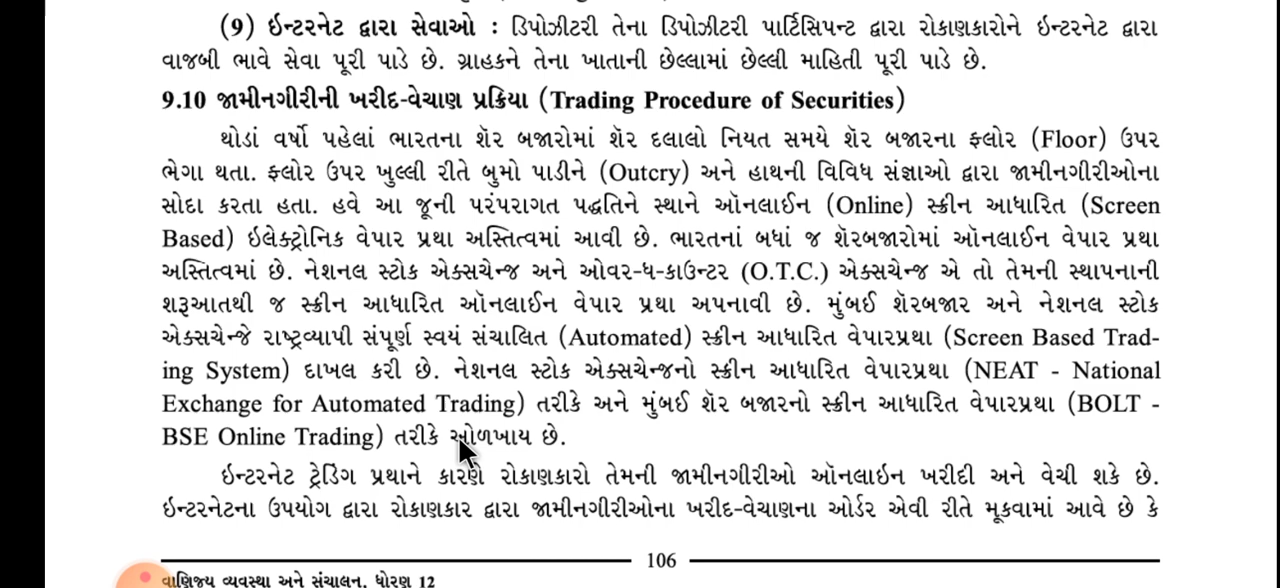 (9) ઇન્ટરનેટ દ્વારા સેવાઓ : ડિપોઝીટરી તેના ડિપોઝીટરી પાર્ટિસિપન્ટ દ્વારા રોકાણકારોને ઇન્ટરનેટ દ્વારા
વાજબી ભાવે સેવા પૂરી પાડે છે. ગ્રાહકને તેના ખાતાની છેલ્લામાં છેલ્લી માહિતી પૂરી પાડે છે.
9.10 જામીનગીરીની ખરીદ-વેચાણ પ્રક્રિયા (Trading Procedure of Securities)
થોડાં વર્ષો પહેલાં ભારતના શૅર બજારોમાં શૅર દલાલો નિયત સમયે શૅર બજારના ફ્લોર (Floor) ઉપર
ભેગા થતા. ફ્લોર ઉપર ખુલ્લી રીતે બુમો પાડીને (Outcry) અને હાથની વિવિધ સંજ્ઞાઓ દ્વારા જામીનગીરીઓના
સોદા કરતા હતા. હવે આ જૂની પરંપરાગત પદ્ધતિને સ્થાને ઑનલાઈન (Online) સ્ક્રીન આધારિત (Screen
Based) ઇલેક્ટ્રોનિક વેપાર પ્રથા અસ્તિત્વમાં આવી છે. ભારતનાં બધાં જ શૅરબજારોમાં ઑનલાઈન વેપાર પ્રથા
અસ્તિત્વમાં છે. નેશનલ સ્ટોક એક્સચેન્જ અને ઓવર-ધ-કાઉન્ટર (O.T.C.) એક્સચેન્જ એ તો તેમની સ્થાપનાની
શરૂઆતથી જ સ્ક્રીન આધારિત ઑનલાઈન વેપાર પ્રથા અપનાવી છે. મુંબઈ શૅરબજાર અને નેશનલ સ્ટોક
એક્સચેન્જે રાષ્ટ્રવ્યાપી સંપૂર્ણ સ્વયં સંચાલિત (Automated) સ્ક્રીન આધારિત વેપારપ્રથા (Screen Based Trad-
ing System) દાખલ કરી છે. નેશનલ સ્ટોક એક્સચેન્જનો સ્ક્રીન આધારિત વેપારપ્રથા (NEAT - National
Exchange for Automated Trading) તરીકે અને મુંબઈ શૅર બજારનો સ્ક્રીન આધારિત વેપારપ્રથા (BOLT -
BSE Online Trading) તરીકે ઓળખાય છે.
ઇન્ટરનેટ ટ્રેડિંગ પ્રથાને કારણે રોકાણકારો તેમની જામીનગીરીઓ ઑનલાઇન ખરીદી અને વેચી શકે છે.
ઇન્ટરનેટના ઉપયોગ દ્વારા રોકાણકાર દ્વારા જામીનગીરીઓના ખરીદ-વેચાણના ઓર્ડર એવી રીતે મૂકવામાં આવે છે કે
106
વાણિજ્ય વ્યવસ્થા અને સંચાલન, ધોરણ 12